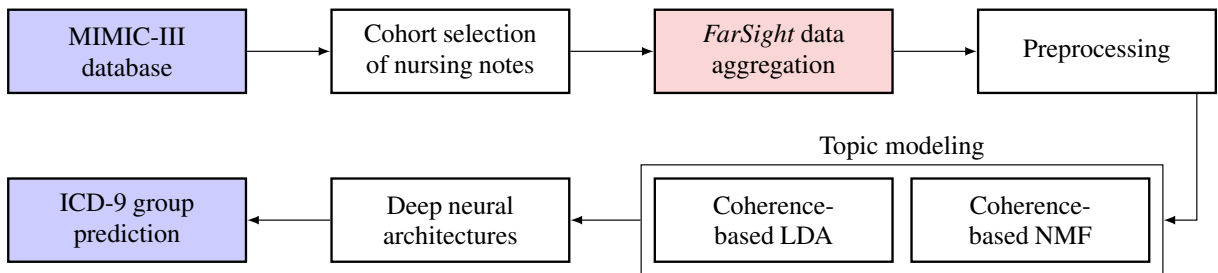 MIMIC-III
database
Cohort selection
of nursing notes
FarSight data
aggregation
Preprocessing
Topic modeling
ICD-9 group
prediction
Deep neural
architectures
Coherence-
based LDA
Coherence-
based NMF